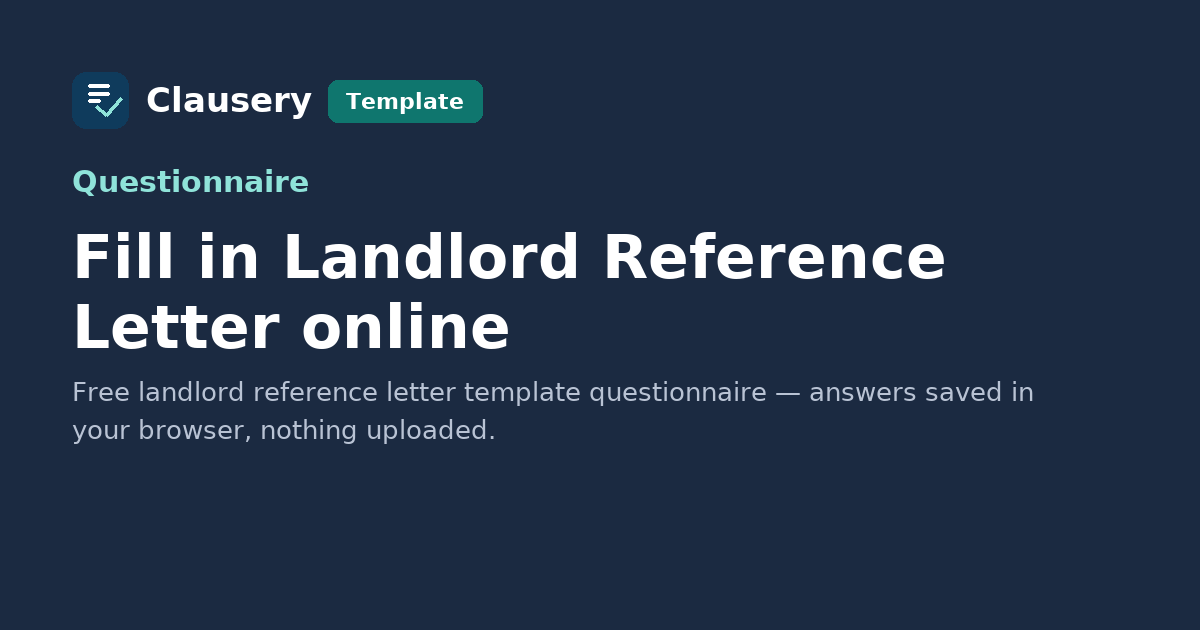 Clausery
Template
Questionnaire
Fill in Landlord Reference
Letter online
Free landlord reference letter template questionnaire — answers saved in
your browser, nothing uploaded.